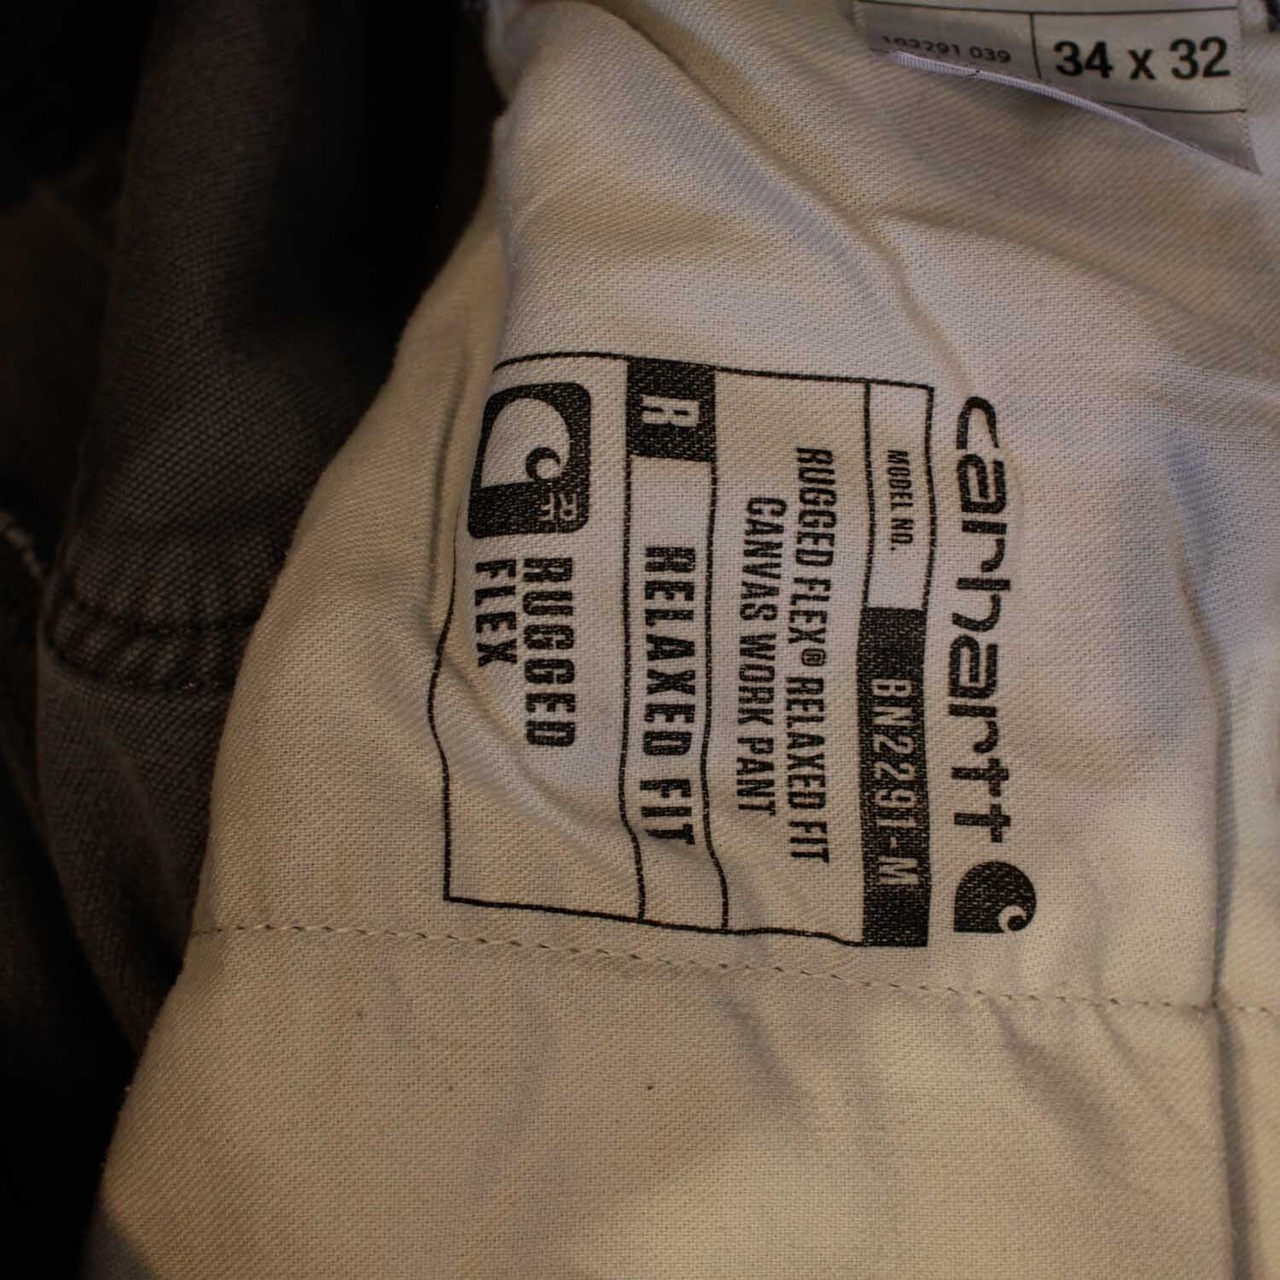 102291 039
34 x 32
carhartt
MODEL NO.
BN2291-M
RUGGED FLEX® RELAXED FIT
CANVAS WORK PANT
R
RELAXED FIT
RF
RUGGED
FLEX